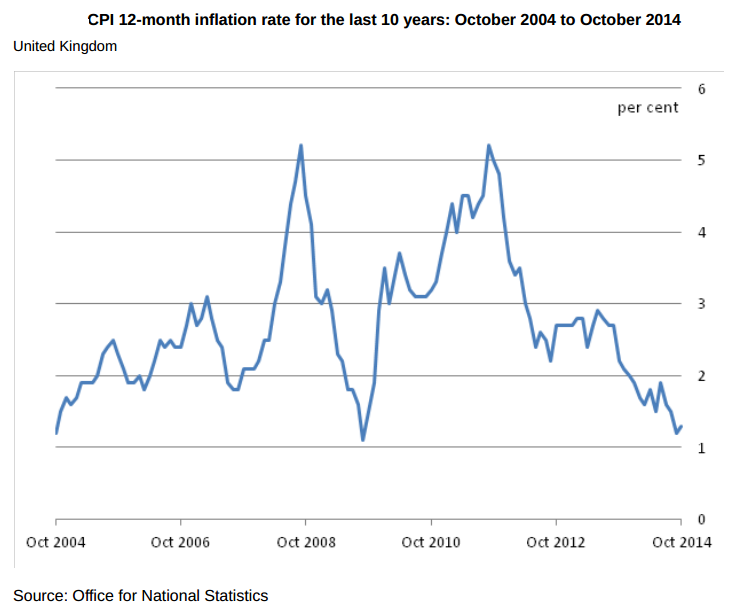 CPI 12-month inflation rate for the last 10 years: October 2004 to October 2014
United Kingdom
6
per cent
5
4
3
2
1
0
Oct 2004 Oct 2006 Oct 2008 Oct 2010 Oct 2012 Oct 2014
Source: Office for National Statistics